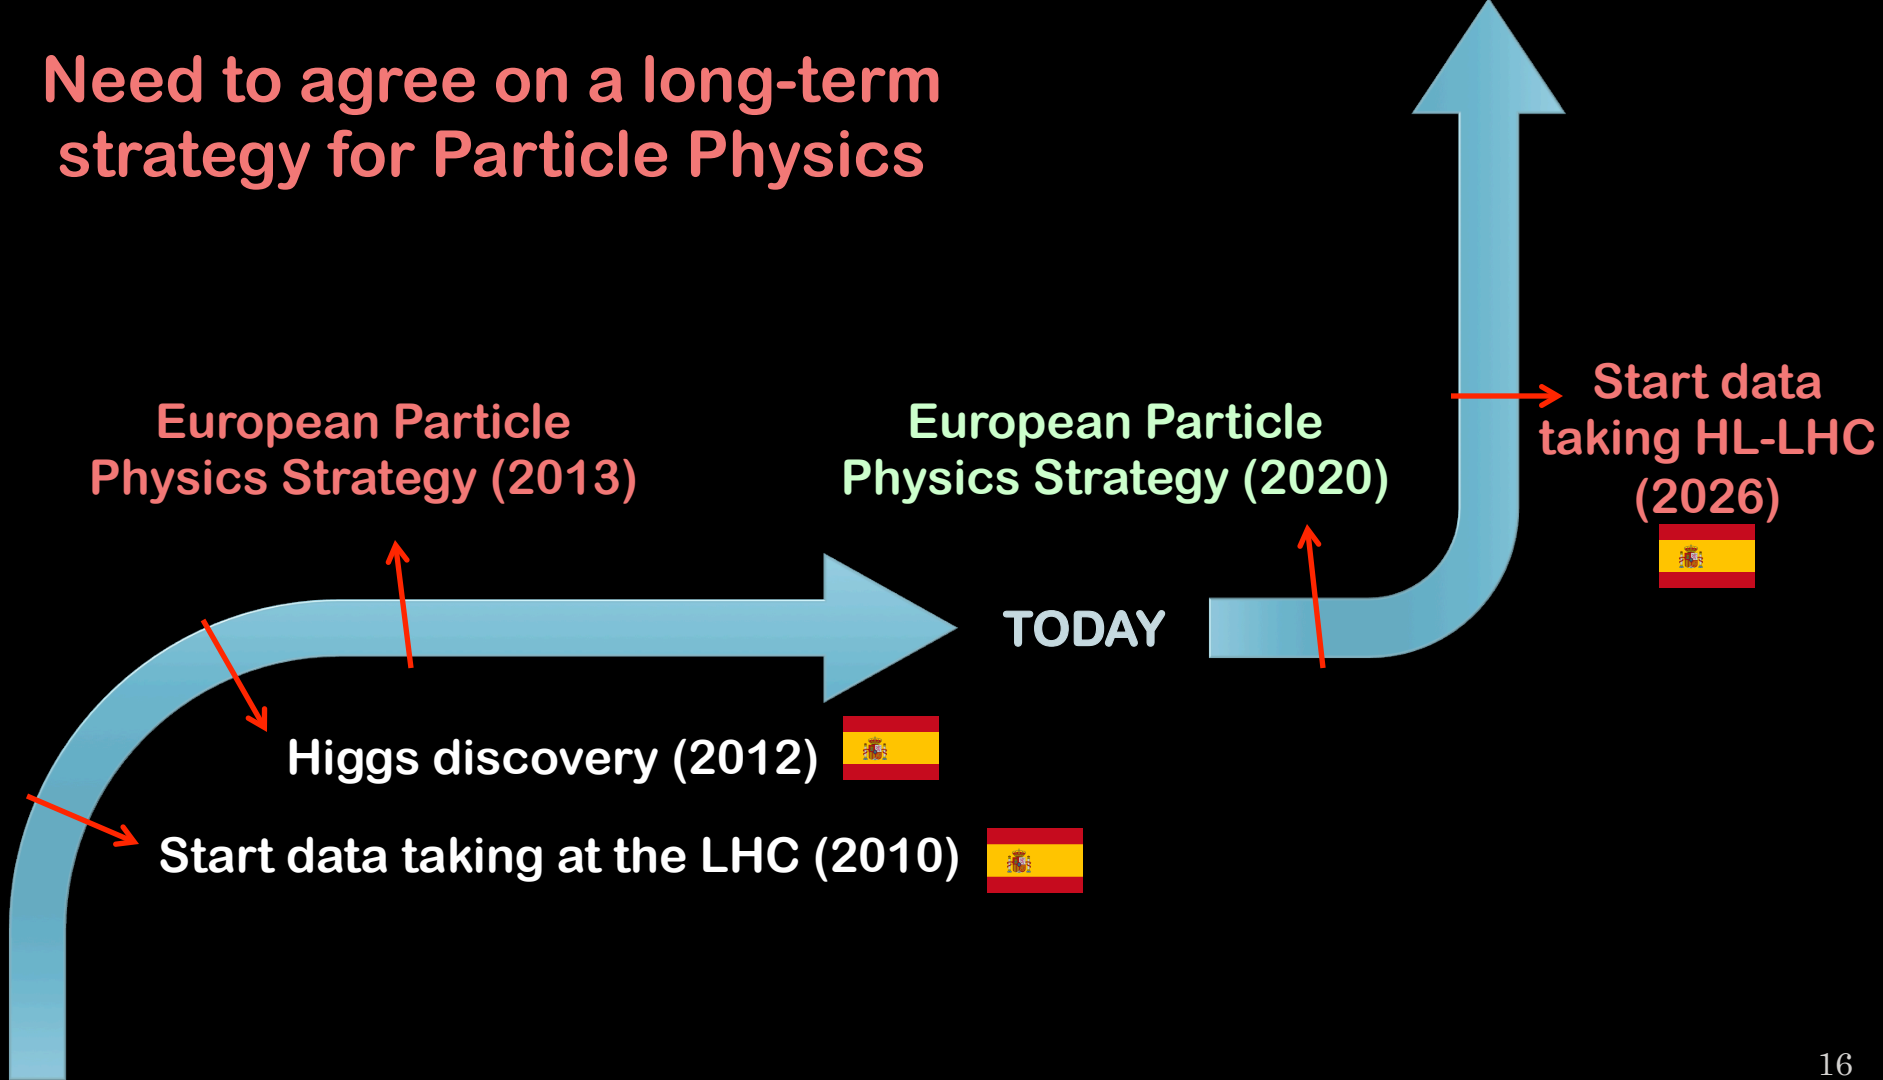 Need to agree on a long-term
strategy for Particle Physics
European Particle
Physics Strategy (2013)
European Particle
Physics Strategy (2020)
Start data
taking HL-LHC
(2026)
TODAY
Higgs discovery (2012)
Start data taking at the LHC (2010)
16